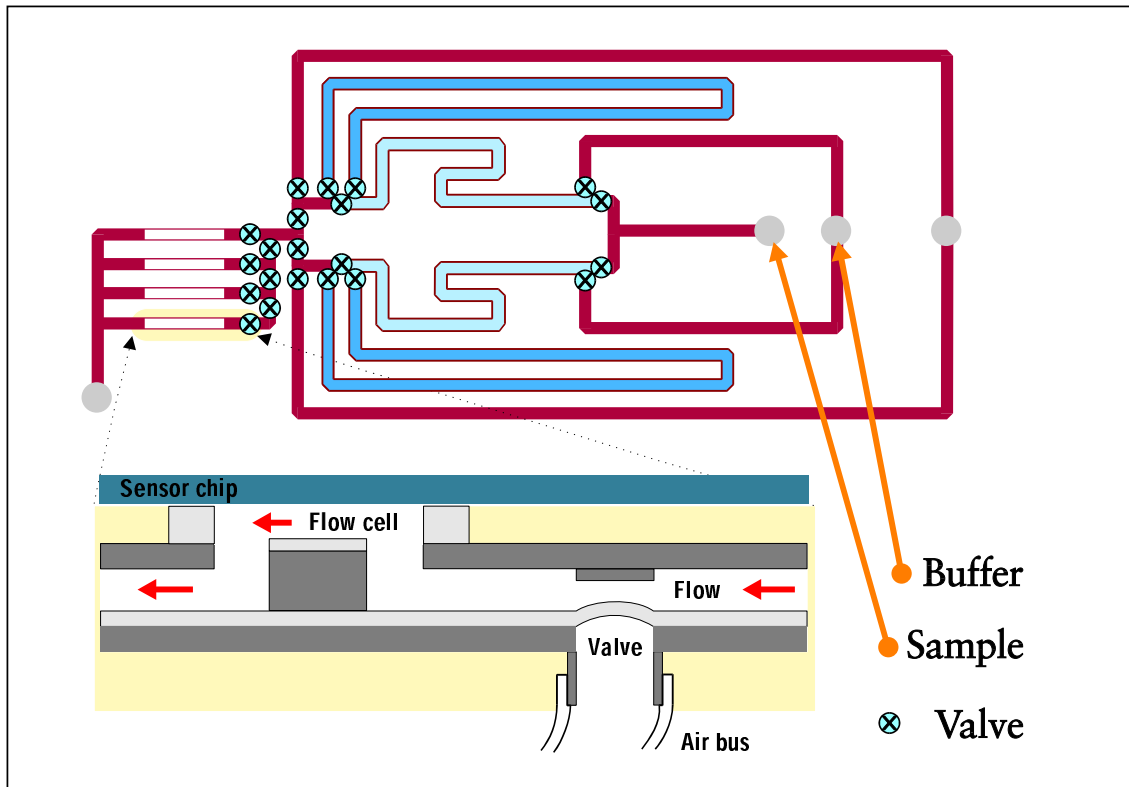 Sensor chip
Flow cell
Flow
Valve
Air bus
Buffer
Sample
Valve